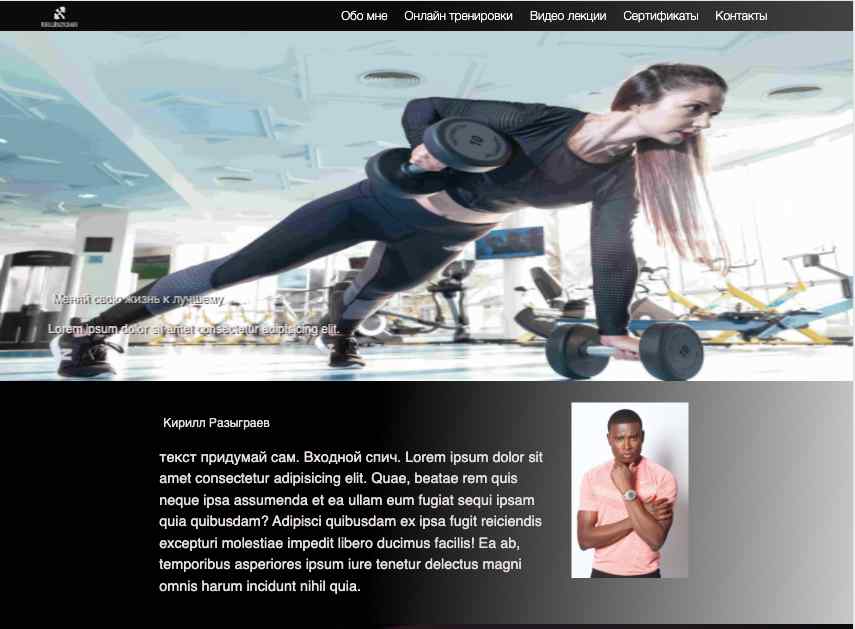 Обо мне Онлайн тренировки Видео лекции Сертификаты Контакты
10
Меняй свою жизнь к лучшему
Lorem ipsum dolor sit amet consectetur adipisicing elit.
N
Кирилл Разыграев
текст придумай сам. Входной спич. Lorem ipsum dolor sit
amet consectetur adipisicing elit. Quae, beatae rem quis
neque ipsa assumenda et ea ullam eum fugiat sequi ipsam
quia quibusdam? Adipisci quibusdam ex ipsa fugit reiciendis
excepturi molestiae impedit libero ducimus facilis! Ea ab,
temporibus asperiores ipsum iure tenetur delectus magni
omnis harum incidunt nihil quia.